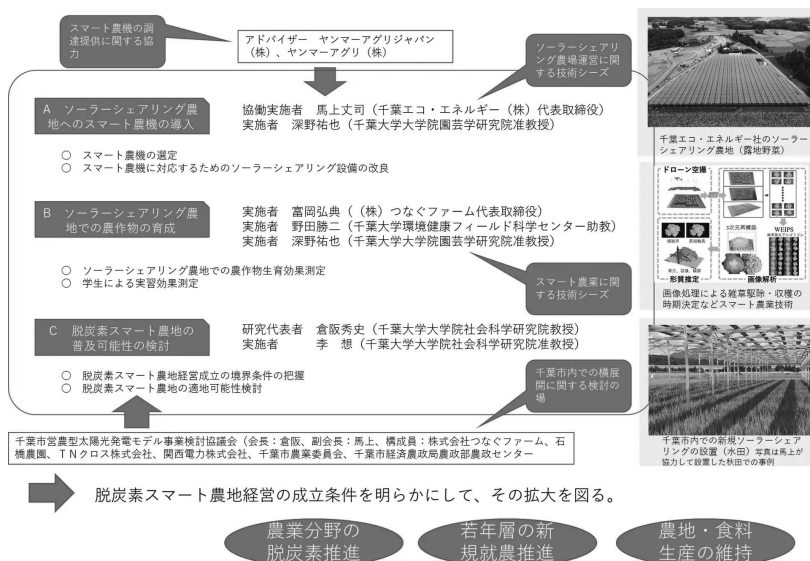 スマート農機の調
達提供に関する協
力
アドバイザー ヤンマーアグリジャパン
（株）、ヤンマーアグリ（株）
ソーラーシェアリ
ング農場運営に関
する技術シーズ
A ソーラーシェアリング農
地へのスマート農機の導入
協働実施者 馬上丈司（千葉エコ・エネルギー（株）代表取締役）
実施者 深野祐也（千葉大学大学院園芸学研究院准教授）
○ スマート農機の選定
○ スマート農機に対応するためのソーラーシェアリング設備の改良
B ソーラーシェアリング農
地での農作物の育成
実施者 富岡弘典（（株）つなぐファーム代表取締役）
実施者 野田勝二（千葉大学環境健康フィールド科学センター助教）
実施者 深野祐也（千葉大学大学院園芸学研究院准教授）
○ ソーラーシェアリング農地での農作物生育効果測定
○ 学生による実習効果測定
スマート農業に関
する技術シーズ
C 脱炭素スマート農地の
普及可能性の検討
研究代表者 倉阪秀史（千葉大学大学院社会科学研究院教授）
実施者 李 想（千葉大学大学院社会科学研究院准教授）
○ 脱炭素スマート農地経営成立の境界条件の把握
○ 脱炭素スマート農地の適地可能性検討
千葉市内での横展
開に関する検討の
場
千葉市営農型太陽光発電モデル事業検討協議会（会長：倉阪、副会長：馬上、構成員：株式会社つなぐファーム、石
橋農園、ＴＮクロス株式会社、関西電力株式会社、千葉市農業委員会、千葉市経済農政局農政部農政センター
千葉エコ・エネルギー社のソーラー
シェアリング農地（露地野菜）
ドローン空撮
3次元再構築
WEIPS
形質推定
画像解析
画像処理による雑草駆除・収穫の
時期決定などスマート農業技術
千葉市内での新規ソーラーシェア
リングの設置（水田）写真は馬上が
協力して設置した秋田での事例
脱炭素スマート農地経営の成立条件を明らかにして、その拡大を図る。
農業分野の
脱炭素推進
若年層の新
規就農推進
農地・食料
生産の維持